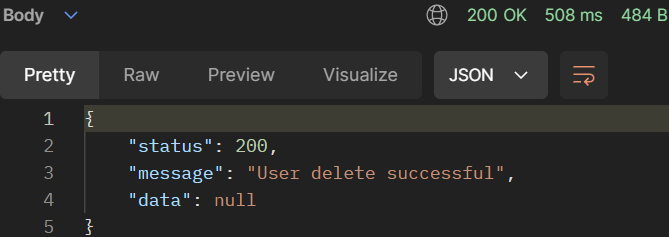 Body 200 OK 508 ms 484 B
Pretty Raw Preview Visualize JSON
1 {
2 "status": 200,
3 "message": "User delete successful",
4 "data": null
5 }